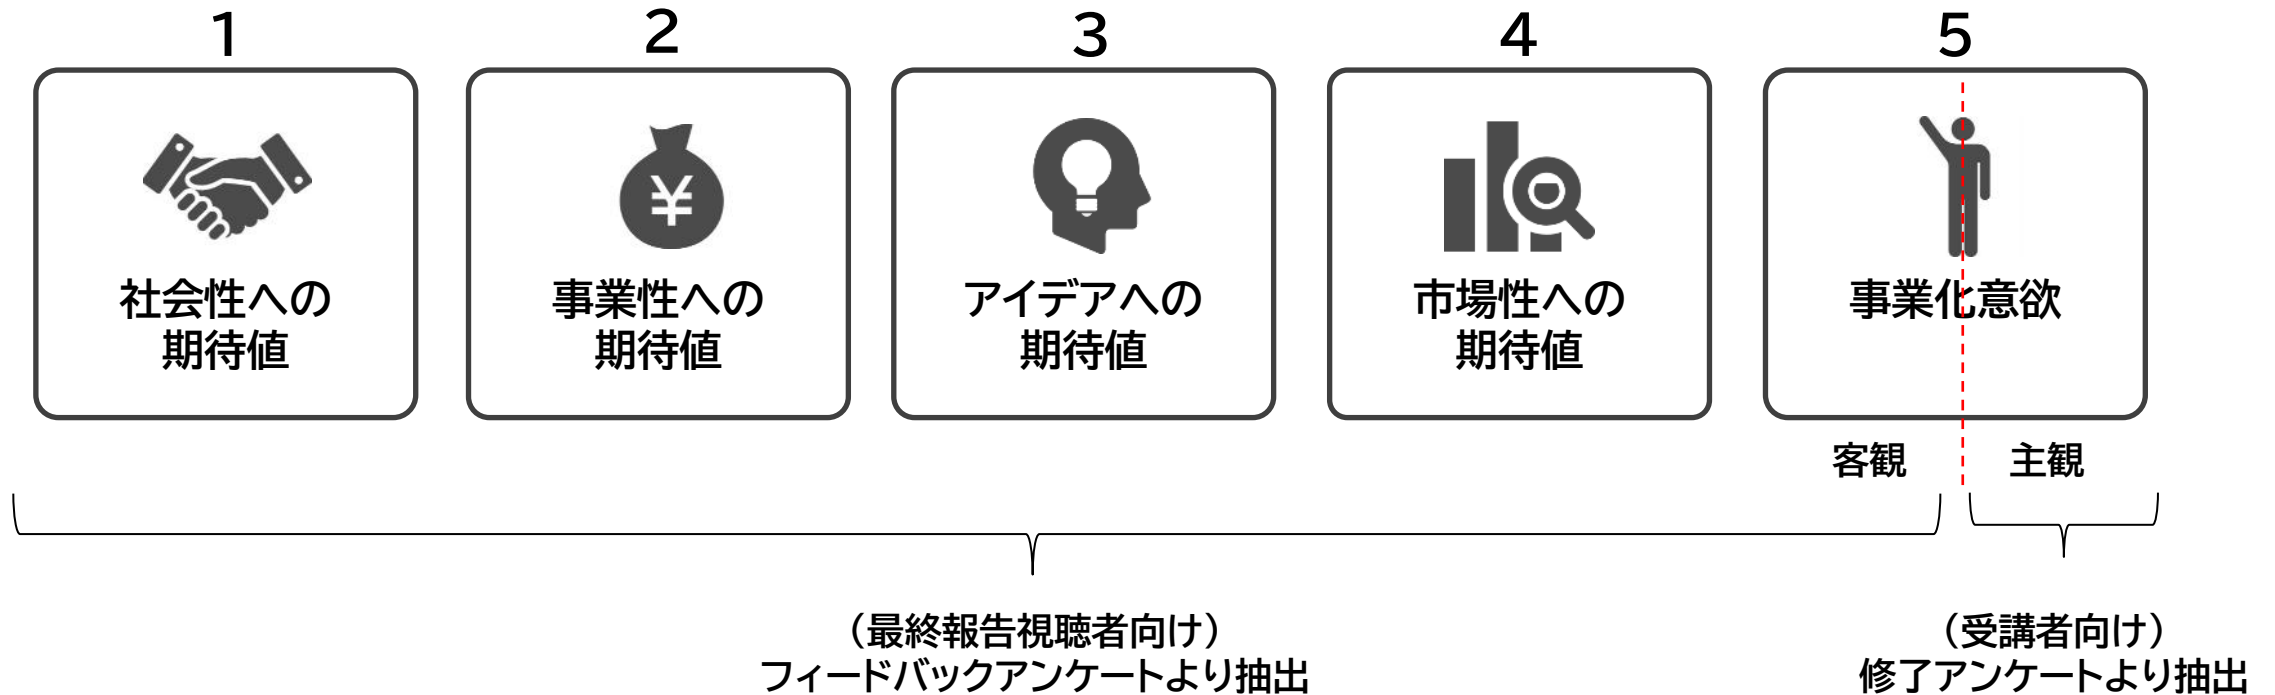 1
2
3
4
5
¥
社会性への
期待値
事業性への
期待値
アイデアへの
期待値
市場性への
期待値
事業化意欲
客観
主観
（最終報告視聴者向け）
フィードバックアンケートより抽出
（受講者向け）
修了アンケートより抽出